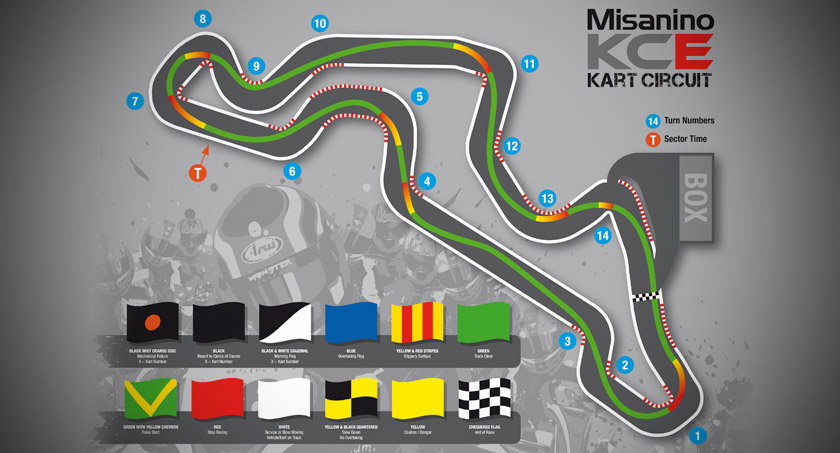 Misanino
KCE
KART CIRCUIT
14 Turn Numbers
T Sector Time
8
10
9
11
7
5
12
T
6
4
13
14
BOX
3
2
1
Arai
MONSTER
BLACK WHIT ORANGE DISC
Mechanical Failure
X – Kart Number
BLACK
Report to Clerck of Course
X – Kart Number
BLACK & WHITE DIAGONAL
Warning Flag
X – Kart Number
BLUE
Overtaking Flag
YELLOW & RED STRIPES
Slippery Surface
GREEN
Track Clear
GREEN WITH YELLOW CHEVRON
False Start
RED
Stop Racing
WHITE
Service or Slow Moving
Vehicle/Kart on Track
YELLOW & BLACK QUARTERED
Slow Down
No Overtaking
YELLOW
Caution / Danger
CHEQUERED FLAG
end of Race